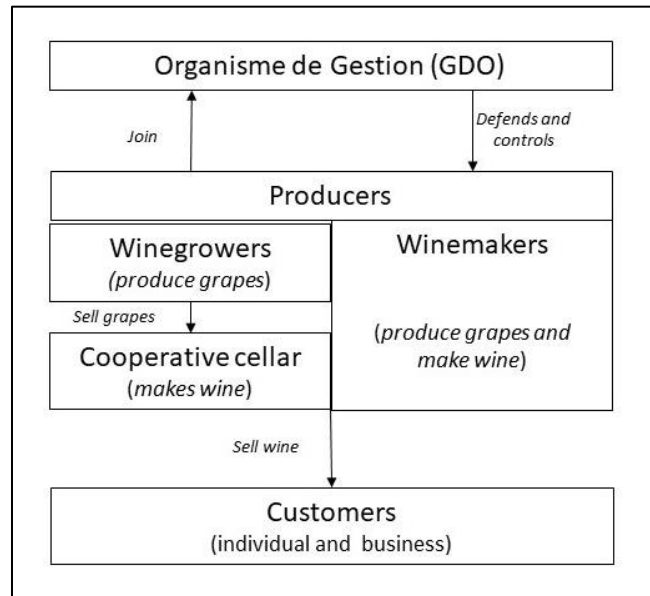 Organisme de Gestion (GDO)
Join
Defends and
controls
Producers
Winegrowers
(produce grapes)
Winemakers
(produce grapes and
make wine)
Sell grapes
Cooperative cellar
(makes wine)
Sell wine
Customers
(individual and business)